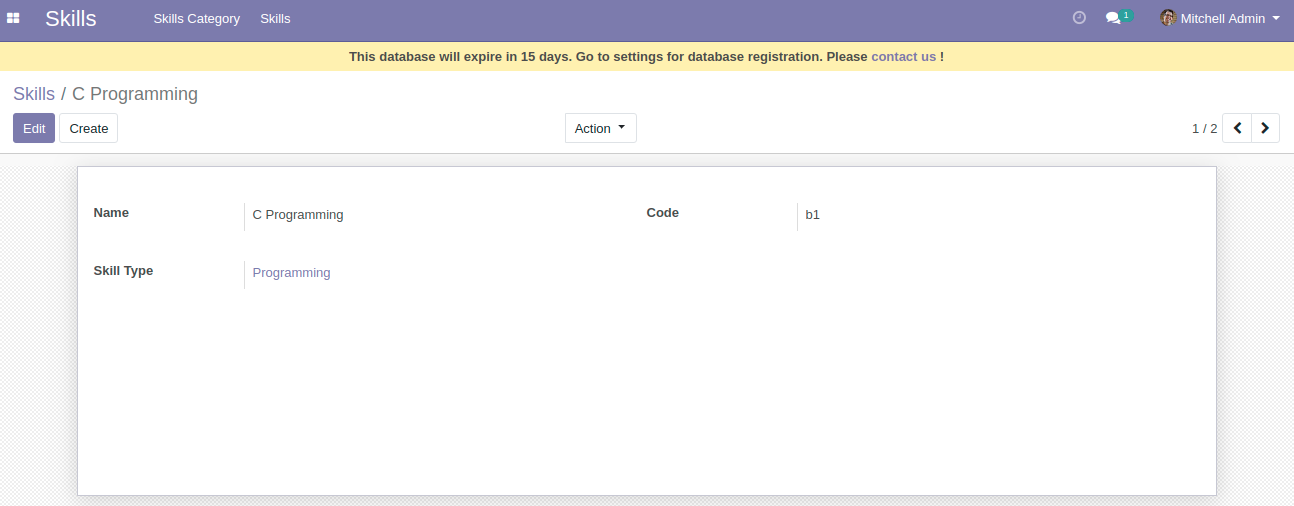 Skills Skills Category Skills 1 Mitchell Admin
This database will expire in 15 days. Go to settings for database registration. Please contact us !
Skills / C Programming
Edit Create Action 1 / 2
Name C Programming Code b1
Skill Type Programming